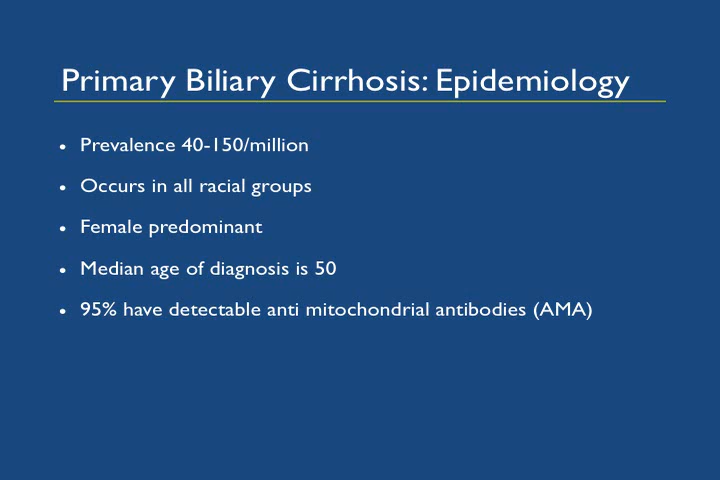 Primary Biliary Cirrhosis: Epidemiology
• Prevalence 40-150/million
• Occurs in all racial groups
• Female predominant
• Median age of diagnosis is 50
• 95% have detectable anti mitochondrial antibodies (AMA)